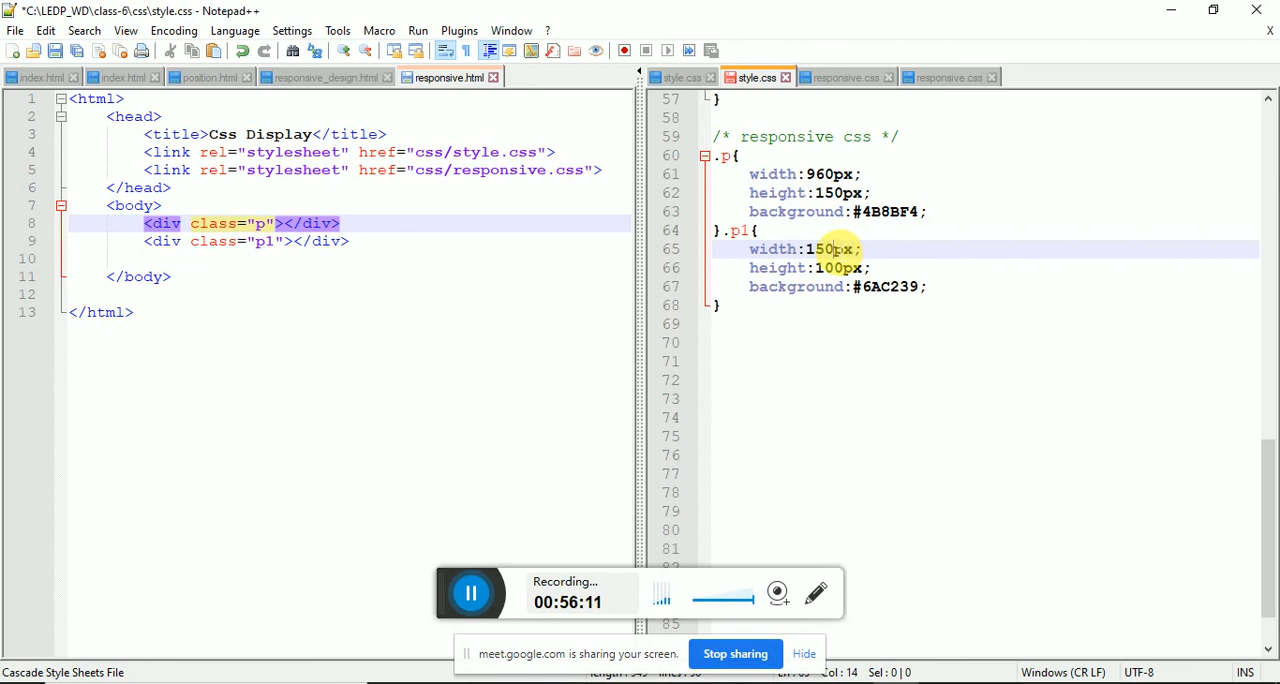 *C:\LEDP_WD\class-6\css\style.css - Notepad++
File Edit Search View Encoding Language Settings Tools Macro Run Plugins Window ? X
index.html index.html position.html responsive_design.html responsive.html
style.css style.css responsive.css responsive.css
1 <html>
2 <head>
3 <title>Css Display</title>
4 <link rel="stylesheet" href="css/style.css">
5 <link rel="stylesheet" href="css/responsive.css">
6 </head>
7 <body>
8 <div class="p"></div>
9 <div class="p1"></div>
10
11 </body>
12
13 </html>
57 }
58
59 /* responsive css */
60 .p{
61 width:960px;
62 height:150px;
63 background:#4B8BF4;
64 }.p1{
65 width:150px;
66 height:100px;
67 background:#6AC239;
68 }
69
70
71
72
73
74
75
76
77
78
79
80
81
85
Recording...
00:56:11
meet.google.com is sharing your screen. Stop sharing Hide
Cascade Style Sheets File Col : 14 Sel : 0 | 0 Windows (CR LF) UTF-8 INS